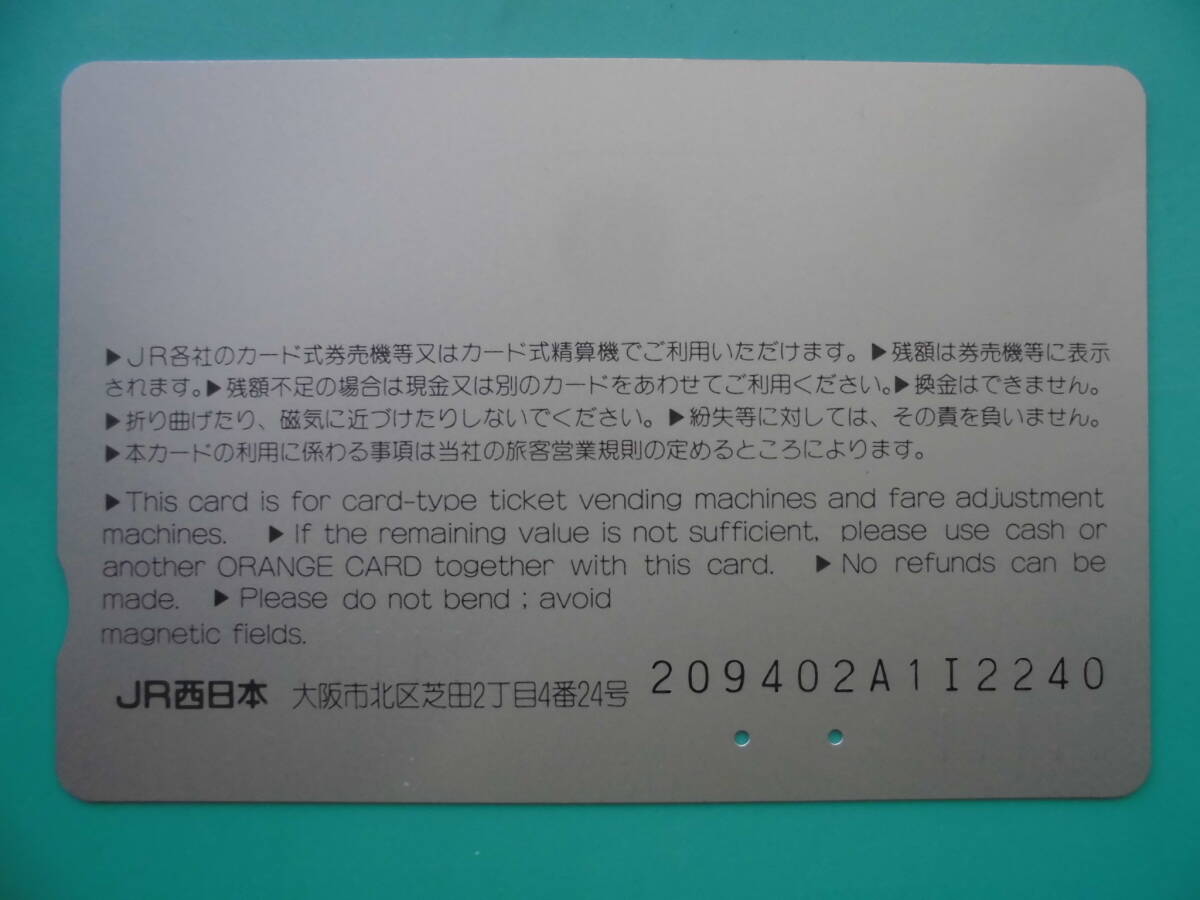 ▶JR各社のカード式券売機等又はカード式精算機でご利用いただけます。▶残額は券売機等に表示
されます。▶残額不足の場合は現金又は別のカードをあわせてご利用ください。▶換金はできません。
▶折り曲げたり、磁気に近づけたりしないでください。▶紛失等に対しては、その責を負いません。
▶本カードの利用に係わる事項は当社の旅客営業規則の定めるところによります。
▶This card is for card-type ticket vending machines and fare adjustment
machines. ▶If the remaining value is not sufficient, please use cash or
another ORANGE CARD together with this card. ▶No refunds can be
made. ▶Please do not bend ; avoid
magnetic fields.
JR西日本 大阪市北区芝田2丁目4番24号 209402A1I2240